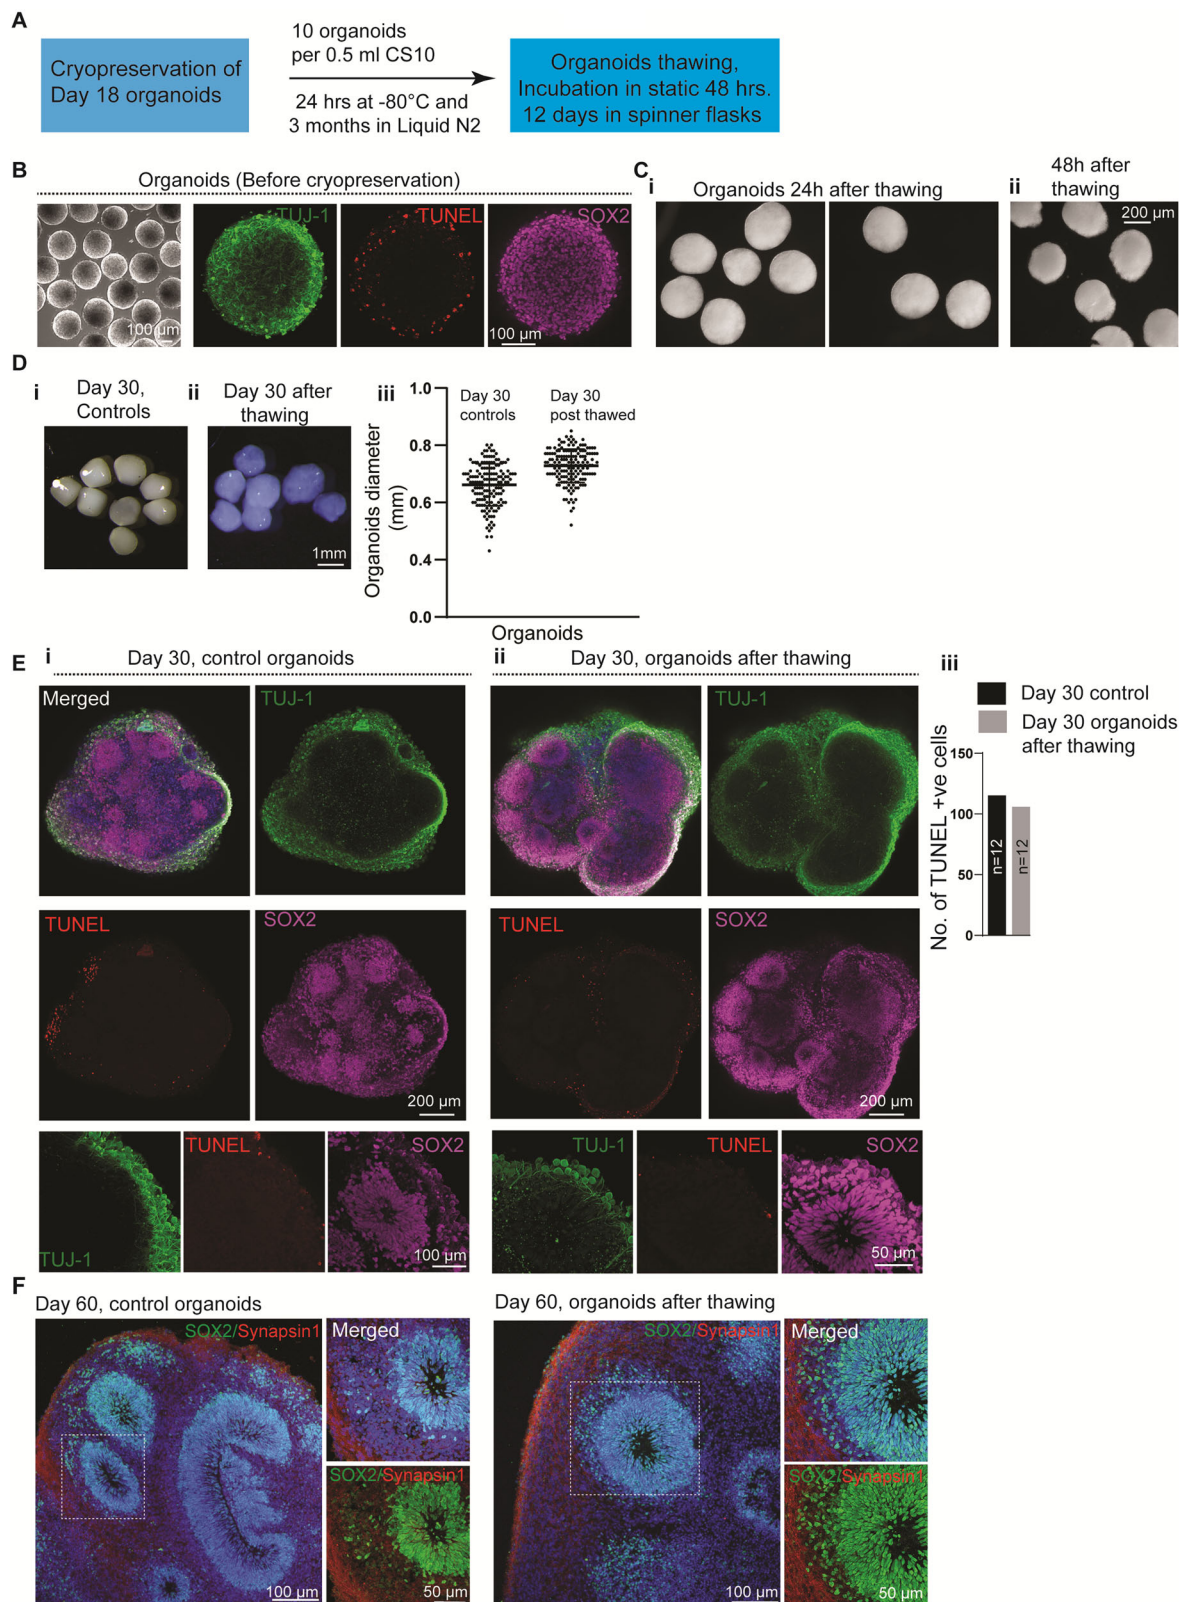 A
Cryopreservation of
Day 18 organoids
10 organoids
per 0.5 ml CS10
24 hrs at -80°C and
3 months in Liquid N2
Organoids thawing,
Incubation in static 48 hrs.
12 days in spinner flasks
B
Organoids (Before cryopreservation)
100 µm
TUJ-1
TUNEL
SOX2
100 µm
C
i
Organoids 24h after thawing
ii
48h after
thawing
200 µm
D
i
Day 30,
Controls
ii
Day 30 after
thawing
1mm
iii
Organoids diameter
(mm)
1.0
0.8
0.6
0.4
0.0
Day 30
controls
Day 30
post thawed
Organoids
E
i
Day 30, control organoids
Merged
TUJ-1
TUNEL
SOX2
200 µm
TUJ-1
TUNEL
SOX2
100 µm
ii
Day 30, organoids after thawing
TUJ-1
TUNEL
SOX2
200 µm
TUJ-1
TUNEL
SOX2
50 µm
iii
Day 30 control
Day 30 organoids
after thawing
No. of TUNEL +ve cells
150
100
50
0
n=12
n=12
F
Day 60, control organoids
SOX2/Synapsin1
100 µm
Merged
SOX2/Synapsin1
50 µm
Day 60, organoids after thawing
SOX2/Synapsin1
100 µm
Merged
SOX2/Synapsin1
50 µm